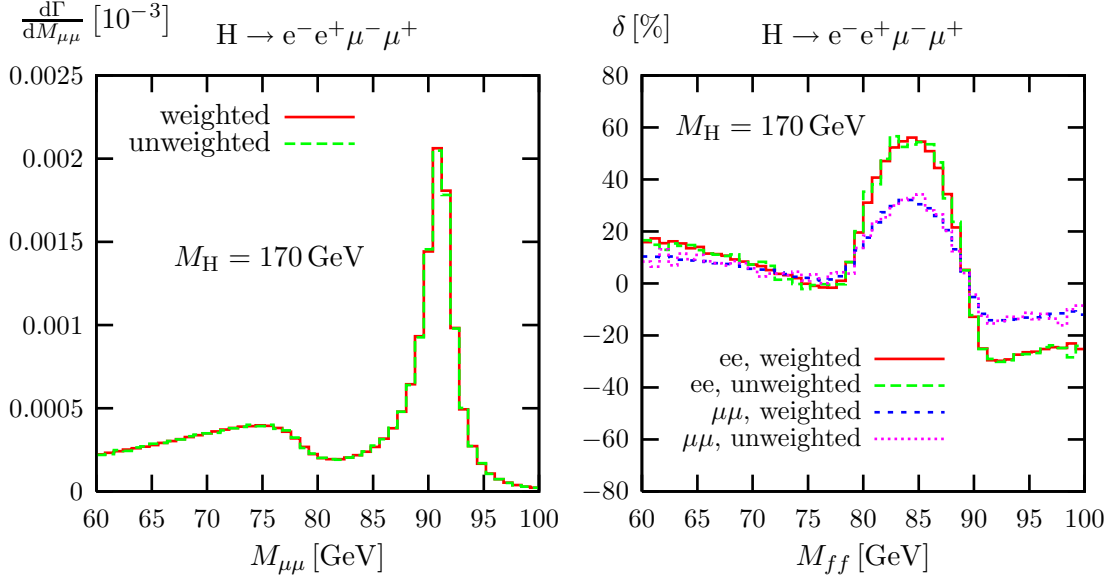 dΓ/dM_μμ [10⁻³]
H → e⁻e⁺μ⁻μ⁺
0.0025
0.002
0.0015
0.001
0.0005
0
weighted
unweighted
M_H = 170 GeV
60 65 70 75 80 85 90 95 100
M_μμ [GeV]
δ [%]
H → e⁻e⁺μ⁻μ⁺
80
60
40
20
0
−20
−40
−60
−80
M_H = 170 GeV
ee, weighted
ee, unweighted
μμ, weighted
μμ, unweighted
60 65 70 75 80 85 90 95 100
M_ff [GeV]